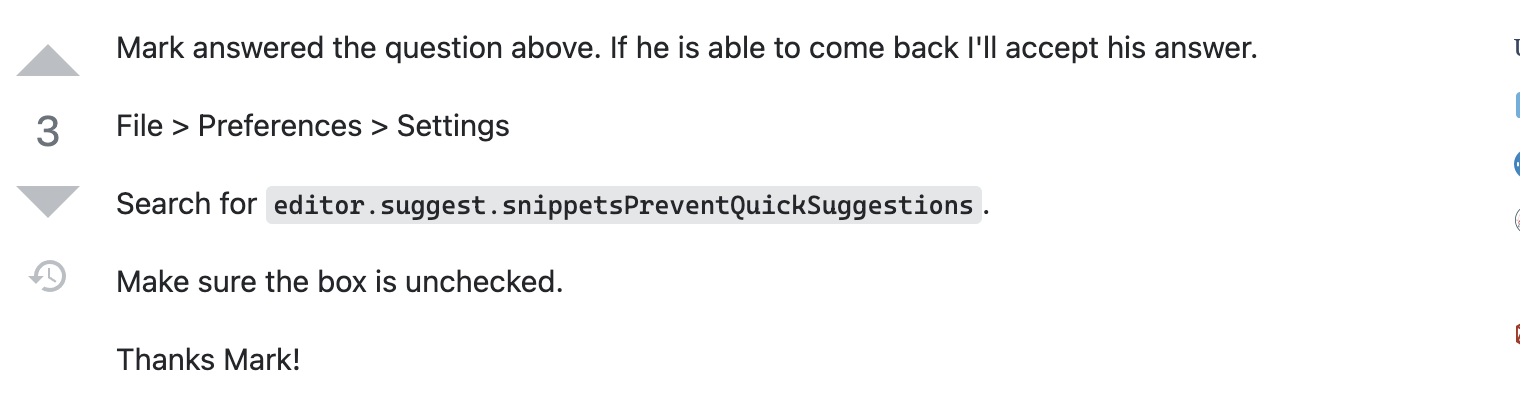 Mark answered the question above. If he is able to come back I'll accept his answer.
3
File > Preferences > Settings
Search for editor.suggest.snippetsPreventQuickSuggestions.
Make sure the box is unchecked.
Thanks Mark!